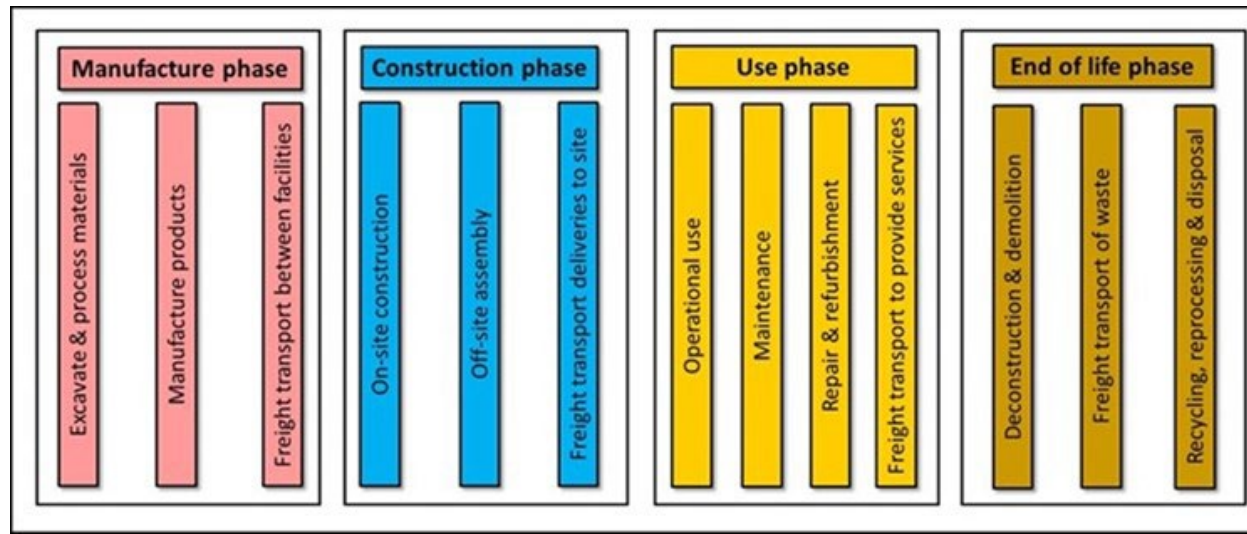 Manufacture phase
Excavate & process materials
Manufacture products
Freight transport between facilities
Construction phase
On-site construction
Off-site assembly
Freight transport deliveries to site
Use phase
Operational use
Maintenance
Repair & refurbishment
Freight transport to provide services
End of life phase
Deconstruction & demolition
Freight transport of waste
Recycling, reprocessing & disposal